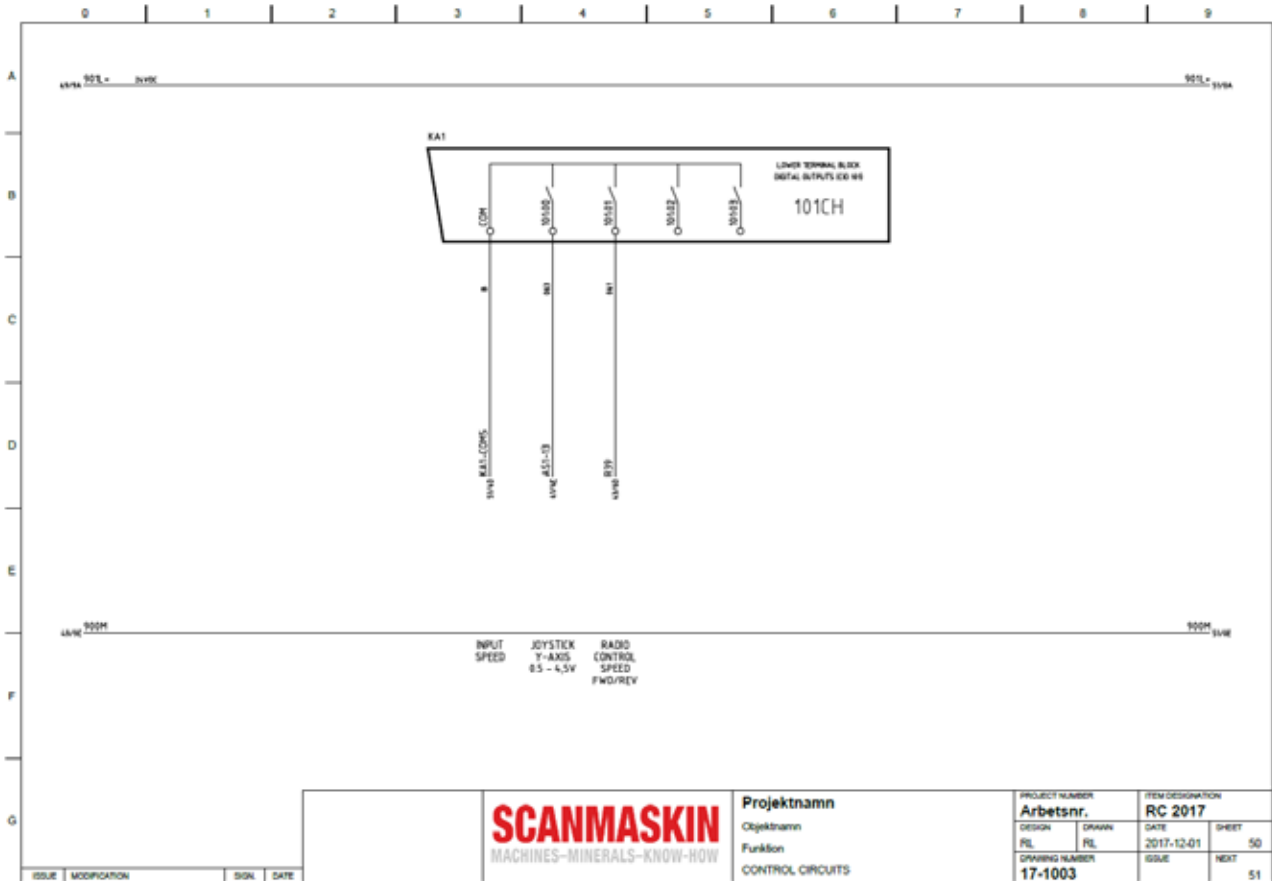 0 1 2 3 4 5 6 7 8 9
A
B
C
D
E
F
G
901L+ 24VDC
901L+ 51/0A
KA1
LOWER TERMINAL BLOCK
101CH
COM
101:00
101:01
101:02
101:03
KA1-COM5
AS1-13
900M
900M
INPUT
SPEED
JOYSTICK
Y-AXIS
0.5 - 4,5V
RADIO
CONTROL
SPEED
FWD/REV
SCANMASKIN
MACHINES-MINERALS-KNOW-HOW
Projektnamn
Objektnamn
Funktion
CONTROL CIRCUITS
PROJECT NUMBER
Arbetsnr.
ITEM DESIGNATION
RC 2017
DESIGN
RL
DRAWN
RL
DATE
2017-12-01
SHEET
50
DRAWING NUMBER
17-1003
ISSUE
NEXT
51
ISSUE MODIFICATION SIGN. DATE